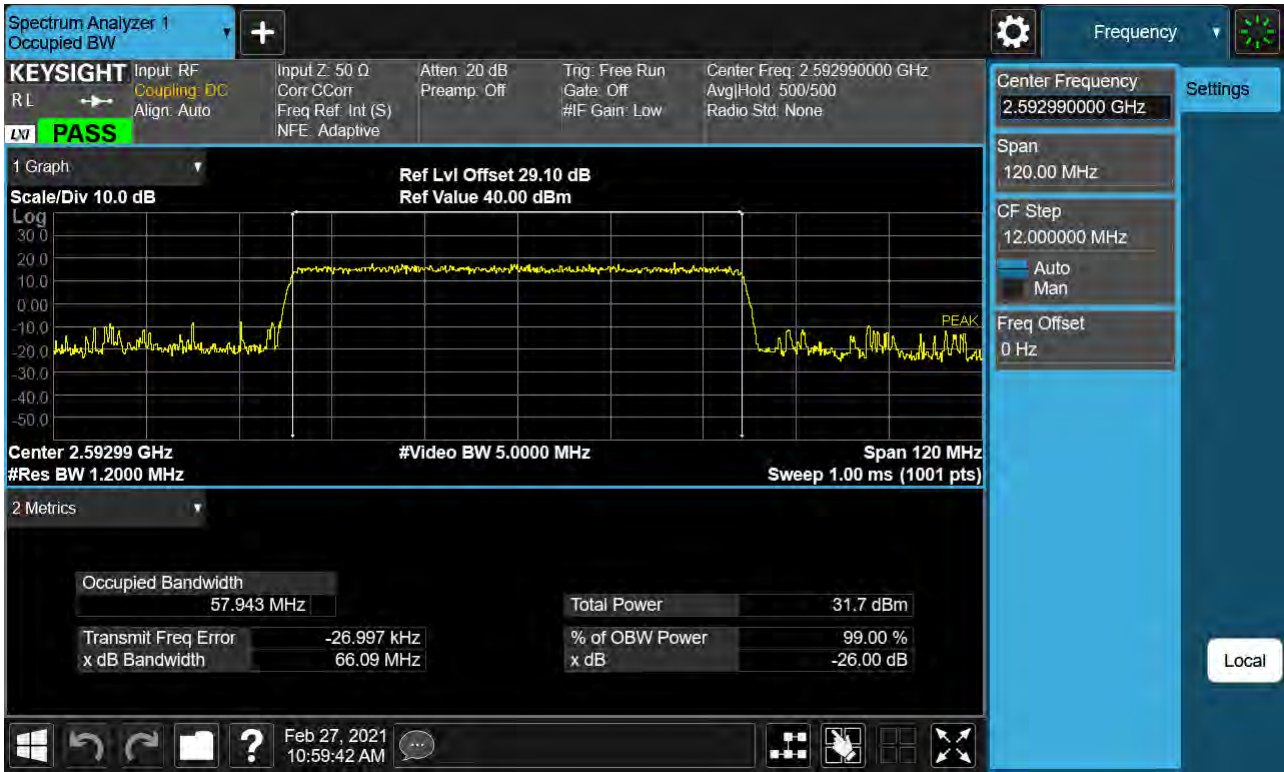 Spectrum Analyzer 1
Occupied BW
Frequency
KEYSIGHT
RL
LXI
PASS
Input: RF
Coupling: DC
Align: Auto
Input Z: 50 Ω
Corr CCorr
Freq Ref: Int (S)
NFE: Adaptive
Atten: 20 dB
Preamp: Off
Trig: Free Run
Gate: Off
#IF Gain: Low
Center Freq: 2.592990000 GHz
Avg|Hold: 500/500
Radio Std: None
1 Graph
Scale/Div 10.0 dB
Ref Lvl Offset 29.10 dB
Ref Value 40.00 dBm
Log
30.0
20.0
10.0
0.00
-10.0
-20.0
-30.0
-40.0
-50.0
PEAK
Center 2.59299 GHz
#Video BW 5.0000 MHz
Span 120 MHz
#Res BW 1.2000 MHz
Sweep 1.00 ms (1001 pts)
2 Metrics
Occupied Bandwidth
57.943 MHz
Total Power 31.7 dBm
Transmit Freq Error -26.997 kHz
% of OBW Power 99.00 %
x dB Bandwidth 66.09 MHz
x dB -26.00 dB
Feb 27, 2021
10:59:42 AM
Center Frequency
2.592990000 GHz
Settings
Span
120.00 MHz
CF Step
12.000000 MHz
Auto
Man
Freq Offset
0 Hz
Local